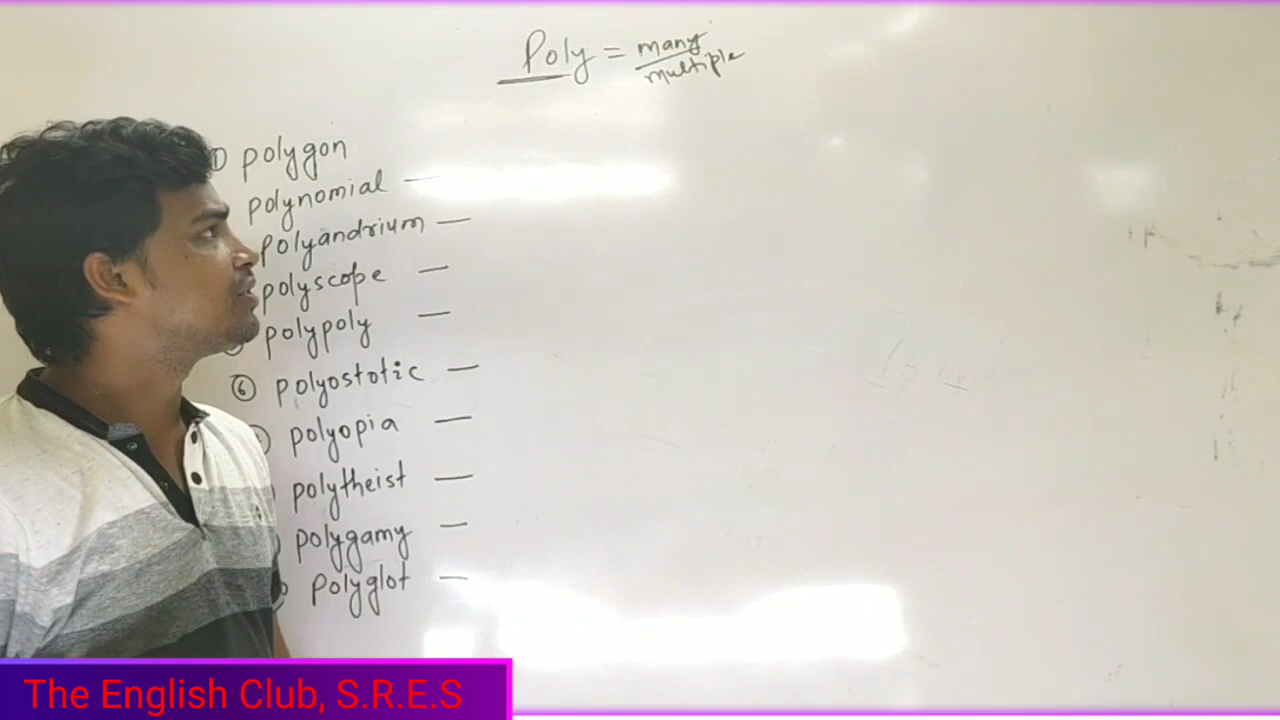 Poly = many
multiple
① polygon
polynomial —
polyandrium —
polyscope —
polypoly —
⑥ polyostotic —
polyopia —
polytheist —
polygamy —
polyglot —
The English Club, S.R.E.S